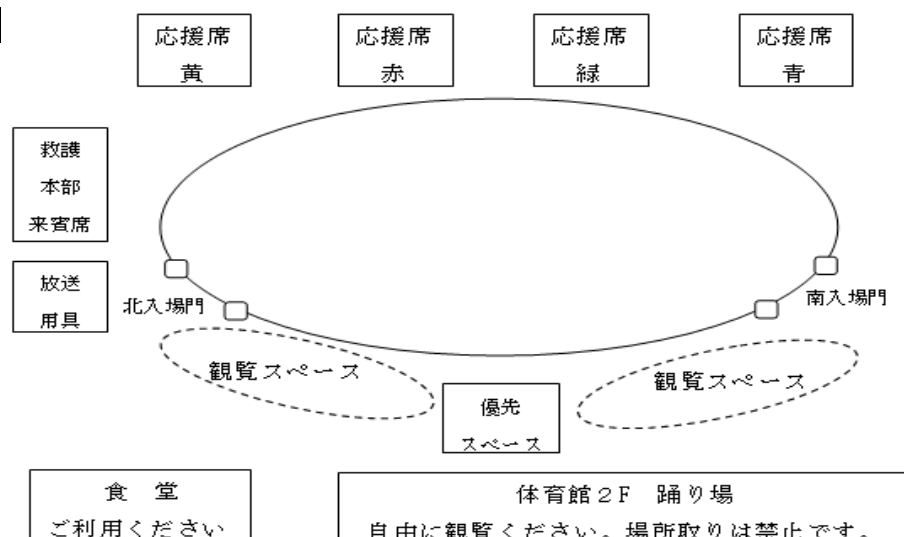 応援席
黄
応援席
赤
応援席
緑
応援席
青
救護
本部
来賓席
放送
用具
北入場門
南入場門
観覧スペース
観覧スペース
優先
スペース
食 堂
ご利用ください
体育館2F 踊り場
自由に観覧ください。場所取りは禁止です。